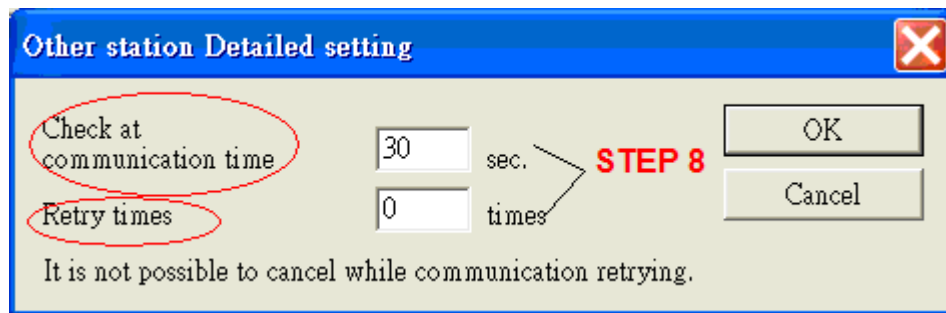 Other station Detailed setting
Check at
communication time
30 sec.
STEP 8
OK
Retry times
0 times
Cancel
It is not possible to cancel while communication retrying.